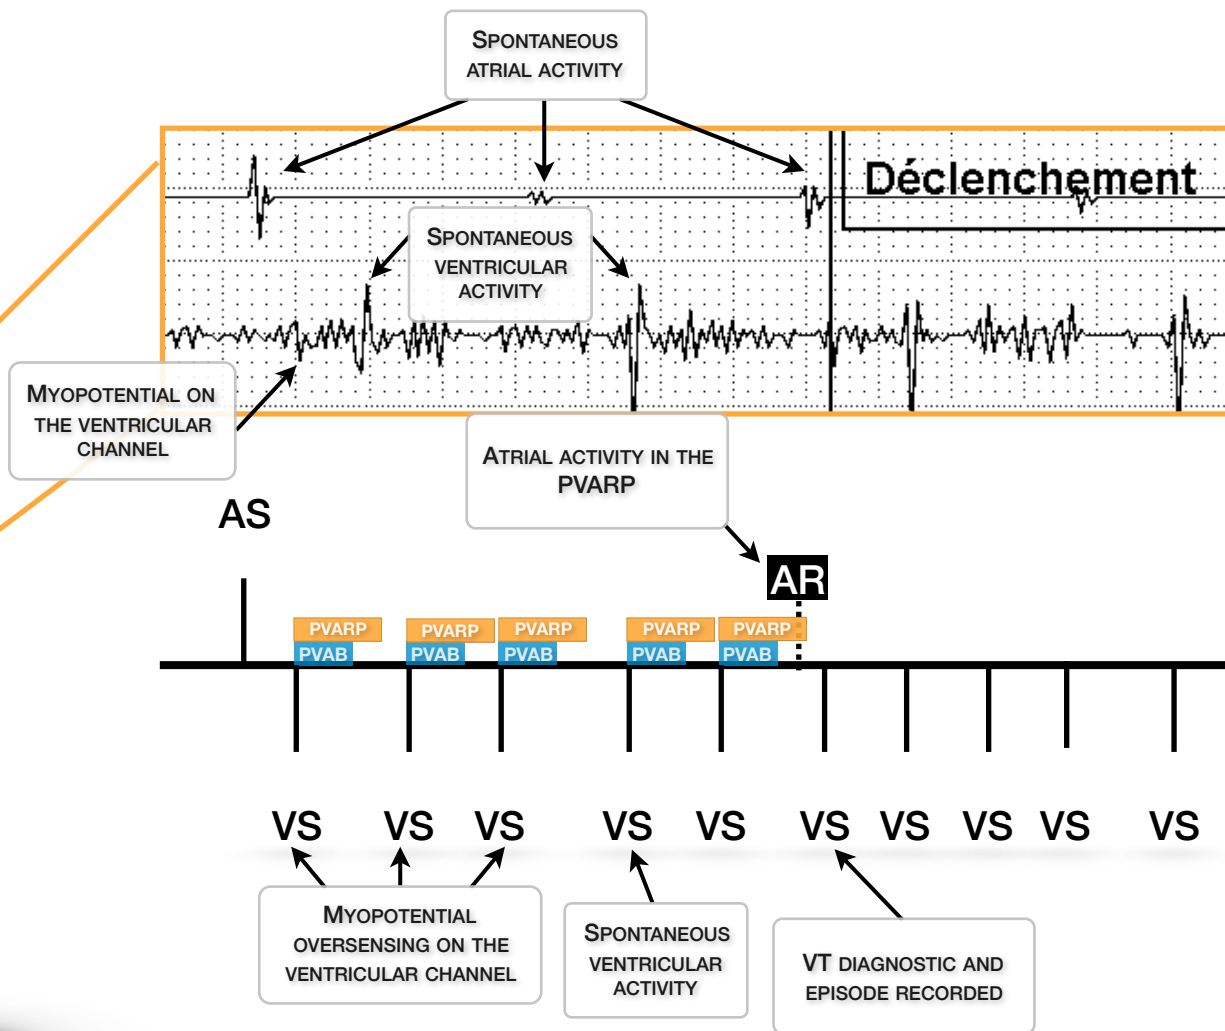 SPONTANEOUS
ATRIAL ACTIVITY
Déclenchement
SPONTANEOUS
VENTRICULAR
ACTIVITY
MYOPOTENTIAL ON
THE VENTRICULAR
CHANNEL
ATRIAL ACTIVITY IN THE
PVARP
AS
AR
PVARP PVARP PVARP PVARP PVARP
PVAB PVAB PVAB PVAB PVAB
VS VS VS VS VS VS VS VS VS VS
MYOPOTENTIAL
OVERSENSING ON THE
VENTRICULAR CHANNEL
SPONTANEOUS
VENTRICULAR
ACTIVITY
VT DIAGNOSTIC AND
EPISODE RECORDED